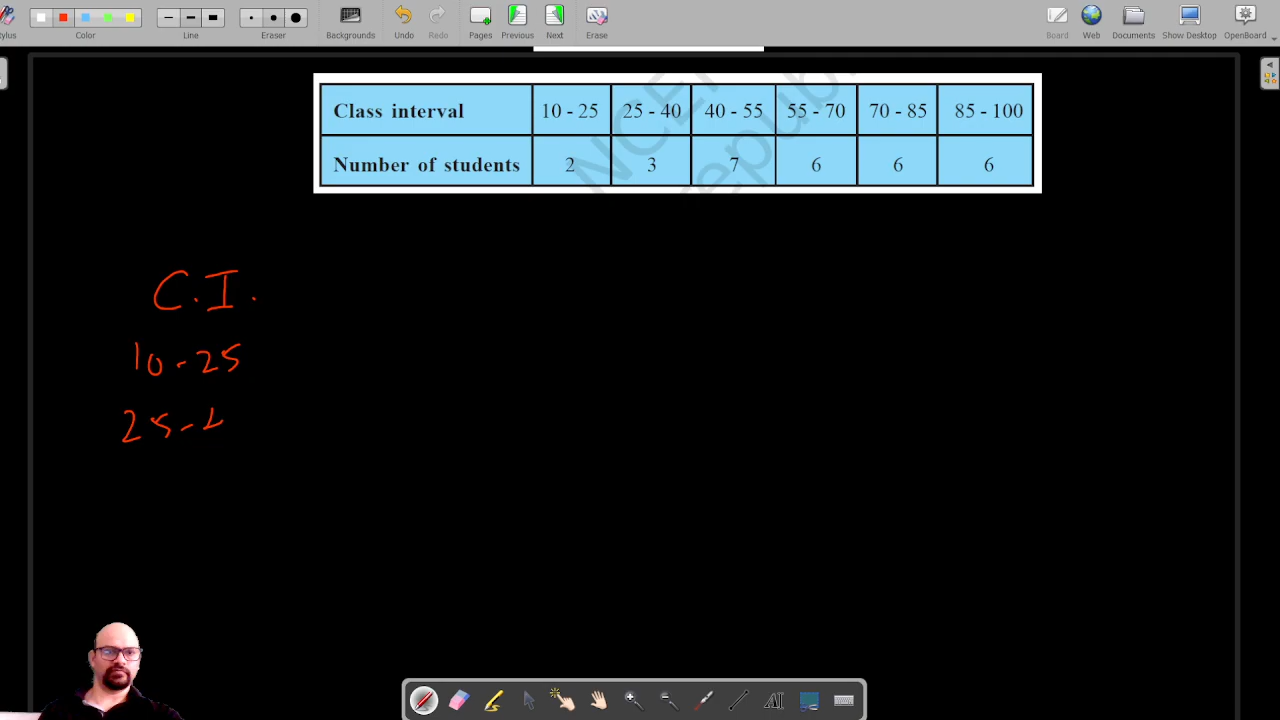 Stylus
Color
Line
Eraser
Backgrounds
Undo
Redo
Pages
Previous
Next
Erase
Board
Web
Documents
Show Desktop
OpenBoard
Class interval 10 - 25 25 - 40 40 - 55 55 - 70 70 - 85 85 - 100
Number of students 2 3 7 6 6 6
C.I.
10-25
25-
AI